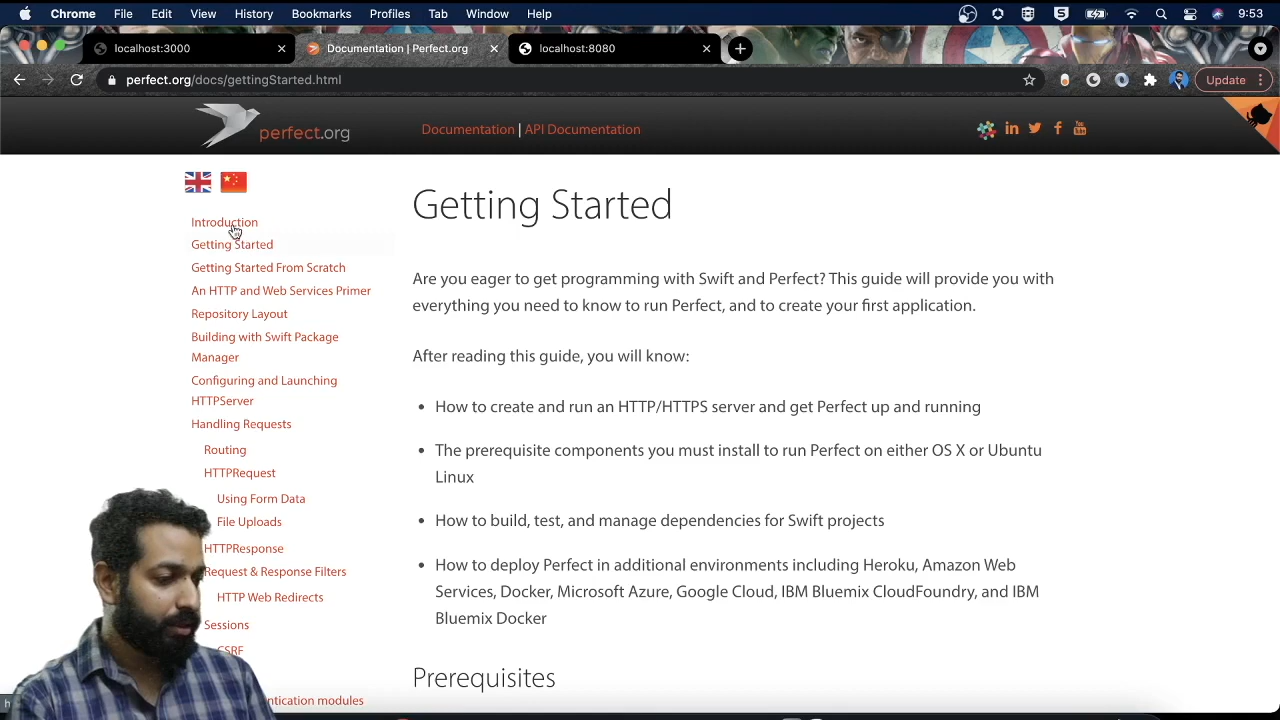 Chrome File Edit View History Bookmarks Profiles Tab Window Help 9:53
localhost:3000 Documentation | Perfect.org localhost:8080
perfect.org/docs/gettingStarted.html Update
perfect.org Documentation | API Documentation in You Tube
Introduction
Getting Started
Getting Started From Scratch
An HTTP and Web Services Primer
Repository Layout
Building with Swift Package
Manager
Configuring and Launching
HTTPServer
Handling Requests
Routing
HTTPRequest
Using Form Data
File Uploads
HTTPResponse
Request & Response Filters
HTTP Web Redirects
Sessions
CSRF
ntication modules
Getting Started
Are you eager to get programming with Swift and Perfect? This guide will provide you with
everything you need to know to run Perfect, and to create your first application.
After reading this guide, you will know:
• How to create and run an HTTP/HTTPS server and get Perfect up and running
• The prerequisite components you must install to run Perfect on either OS X or Ubuntu
Linux
• How to build, test, and manage dependencies for Swift projects
• How to deploy Perfect in additional environments including Heroku, Amazon Web
Services, Docker, Microsoft Azure, Google Cloud, IBM Bluemix CloudFoundry, and IBM
Bluemix Docker
Prerequisites